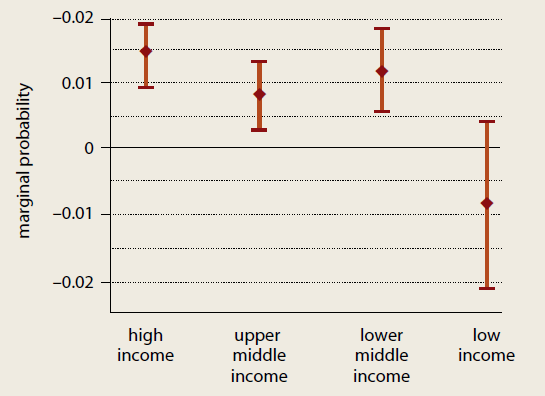 −0.02
0.01
0
−0.01
−0.02
marginal probability
high
income
upper
middle
income
lower
middle
income
low
income